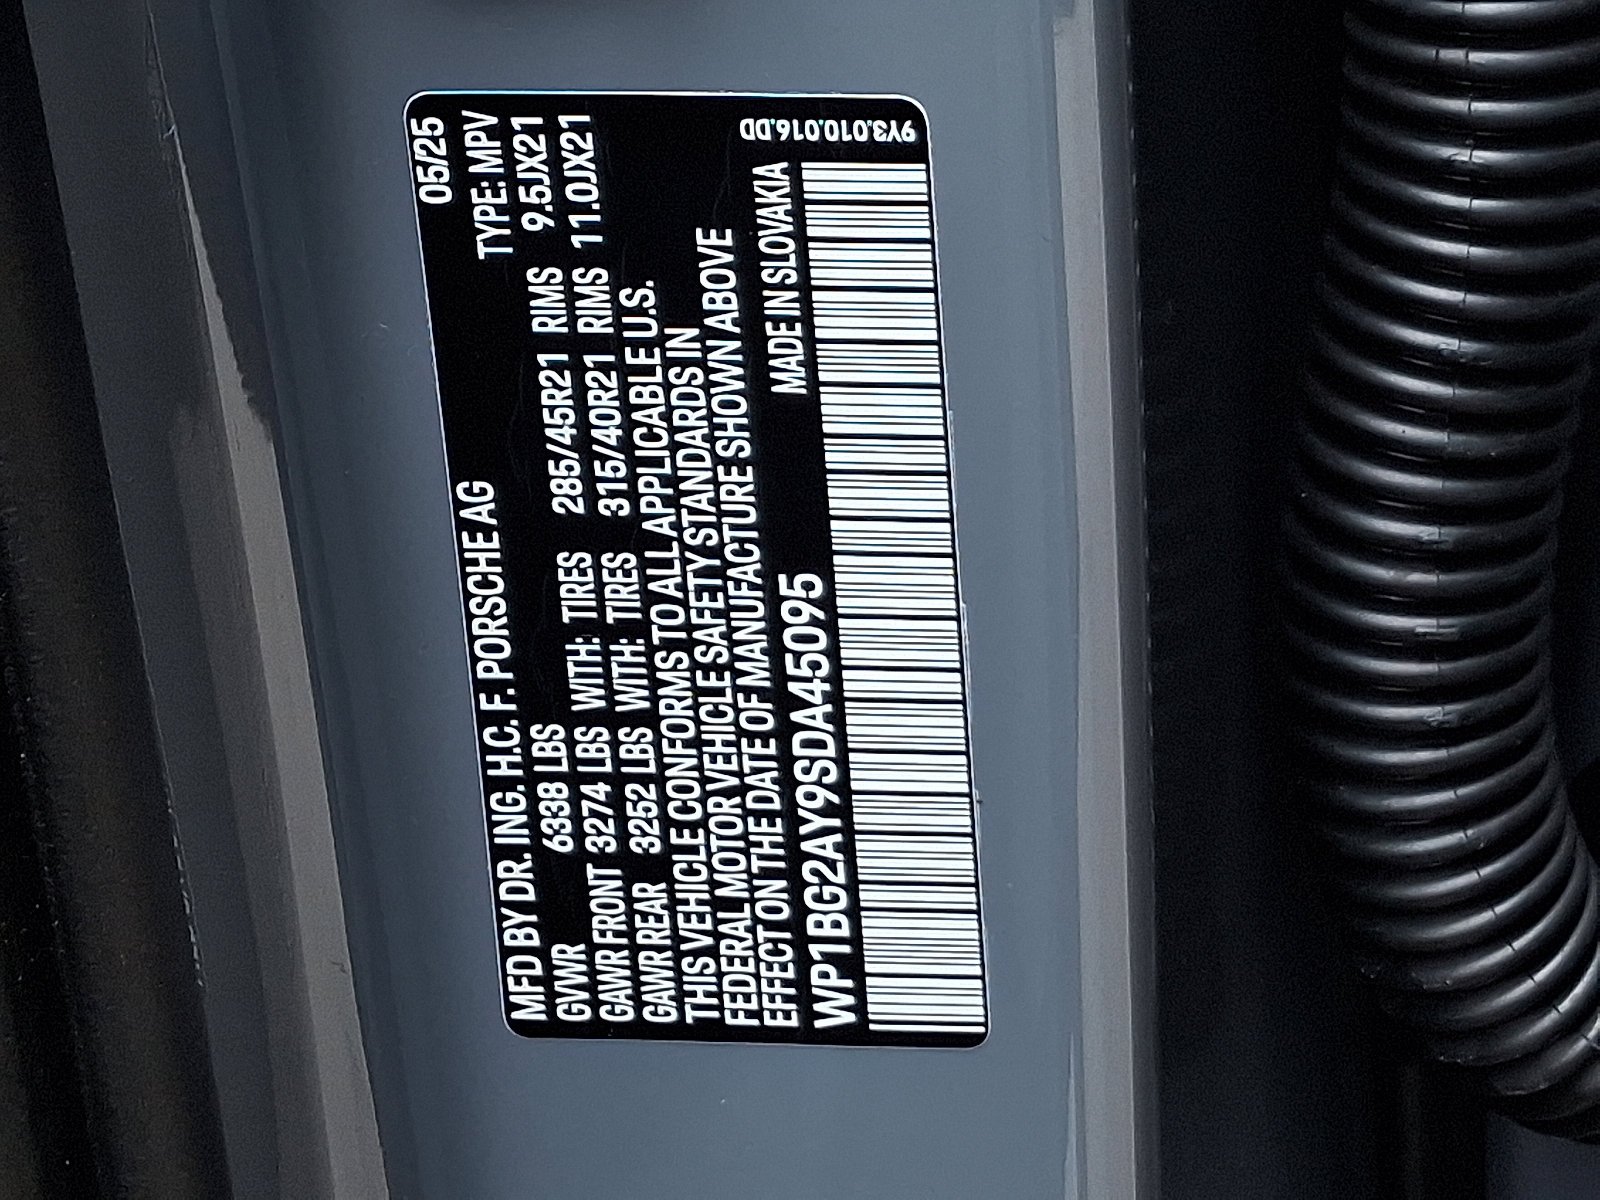 MFD BY DR. ING. H.C. F. PORSCHE AG 05/25
GVWR 6338 LBS TYPE: MPV
GAWR FRONT 3274 LBS WITH: TIRES 285/45R21 RIMS 9.5JX21
GAWR REAR 3252 LBS WITH: TIRES 315/40R21 RIMS 11.0JX21
THIS VEHICLE CONFORMS TO ALL APPLICABLE U.S.
FEDERAL MOTOR VEHICLE SAFETY STANDARDS IN
EFFECT ON THE DATE OF MANUFACTURE SHOWN ABOVE
WP1BG2AY9SDA45095 MADE IN SLOVAKIA
9Y3.010.016.DD